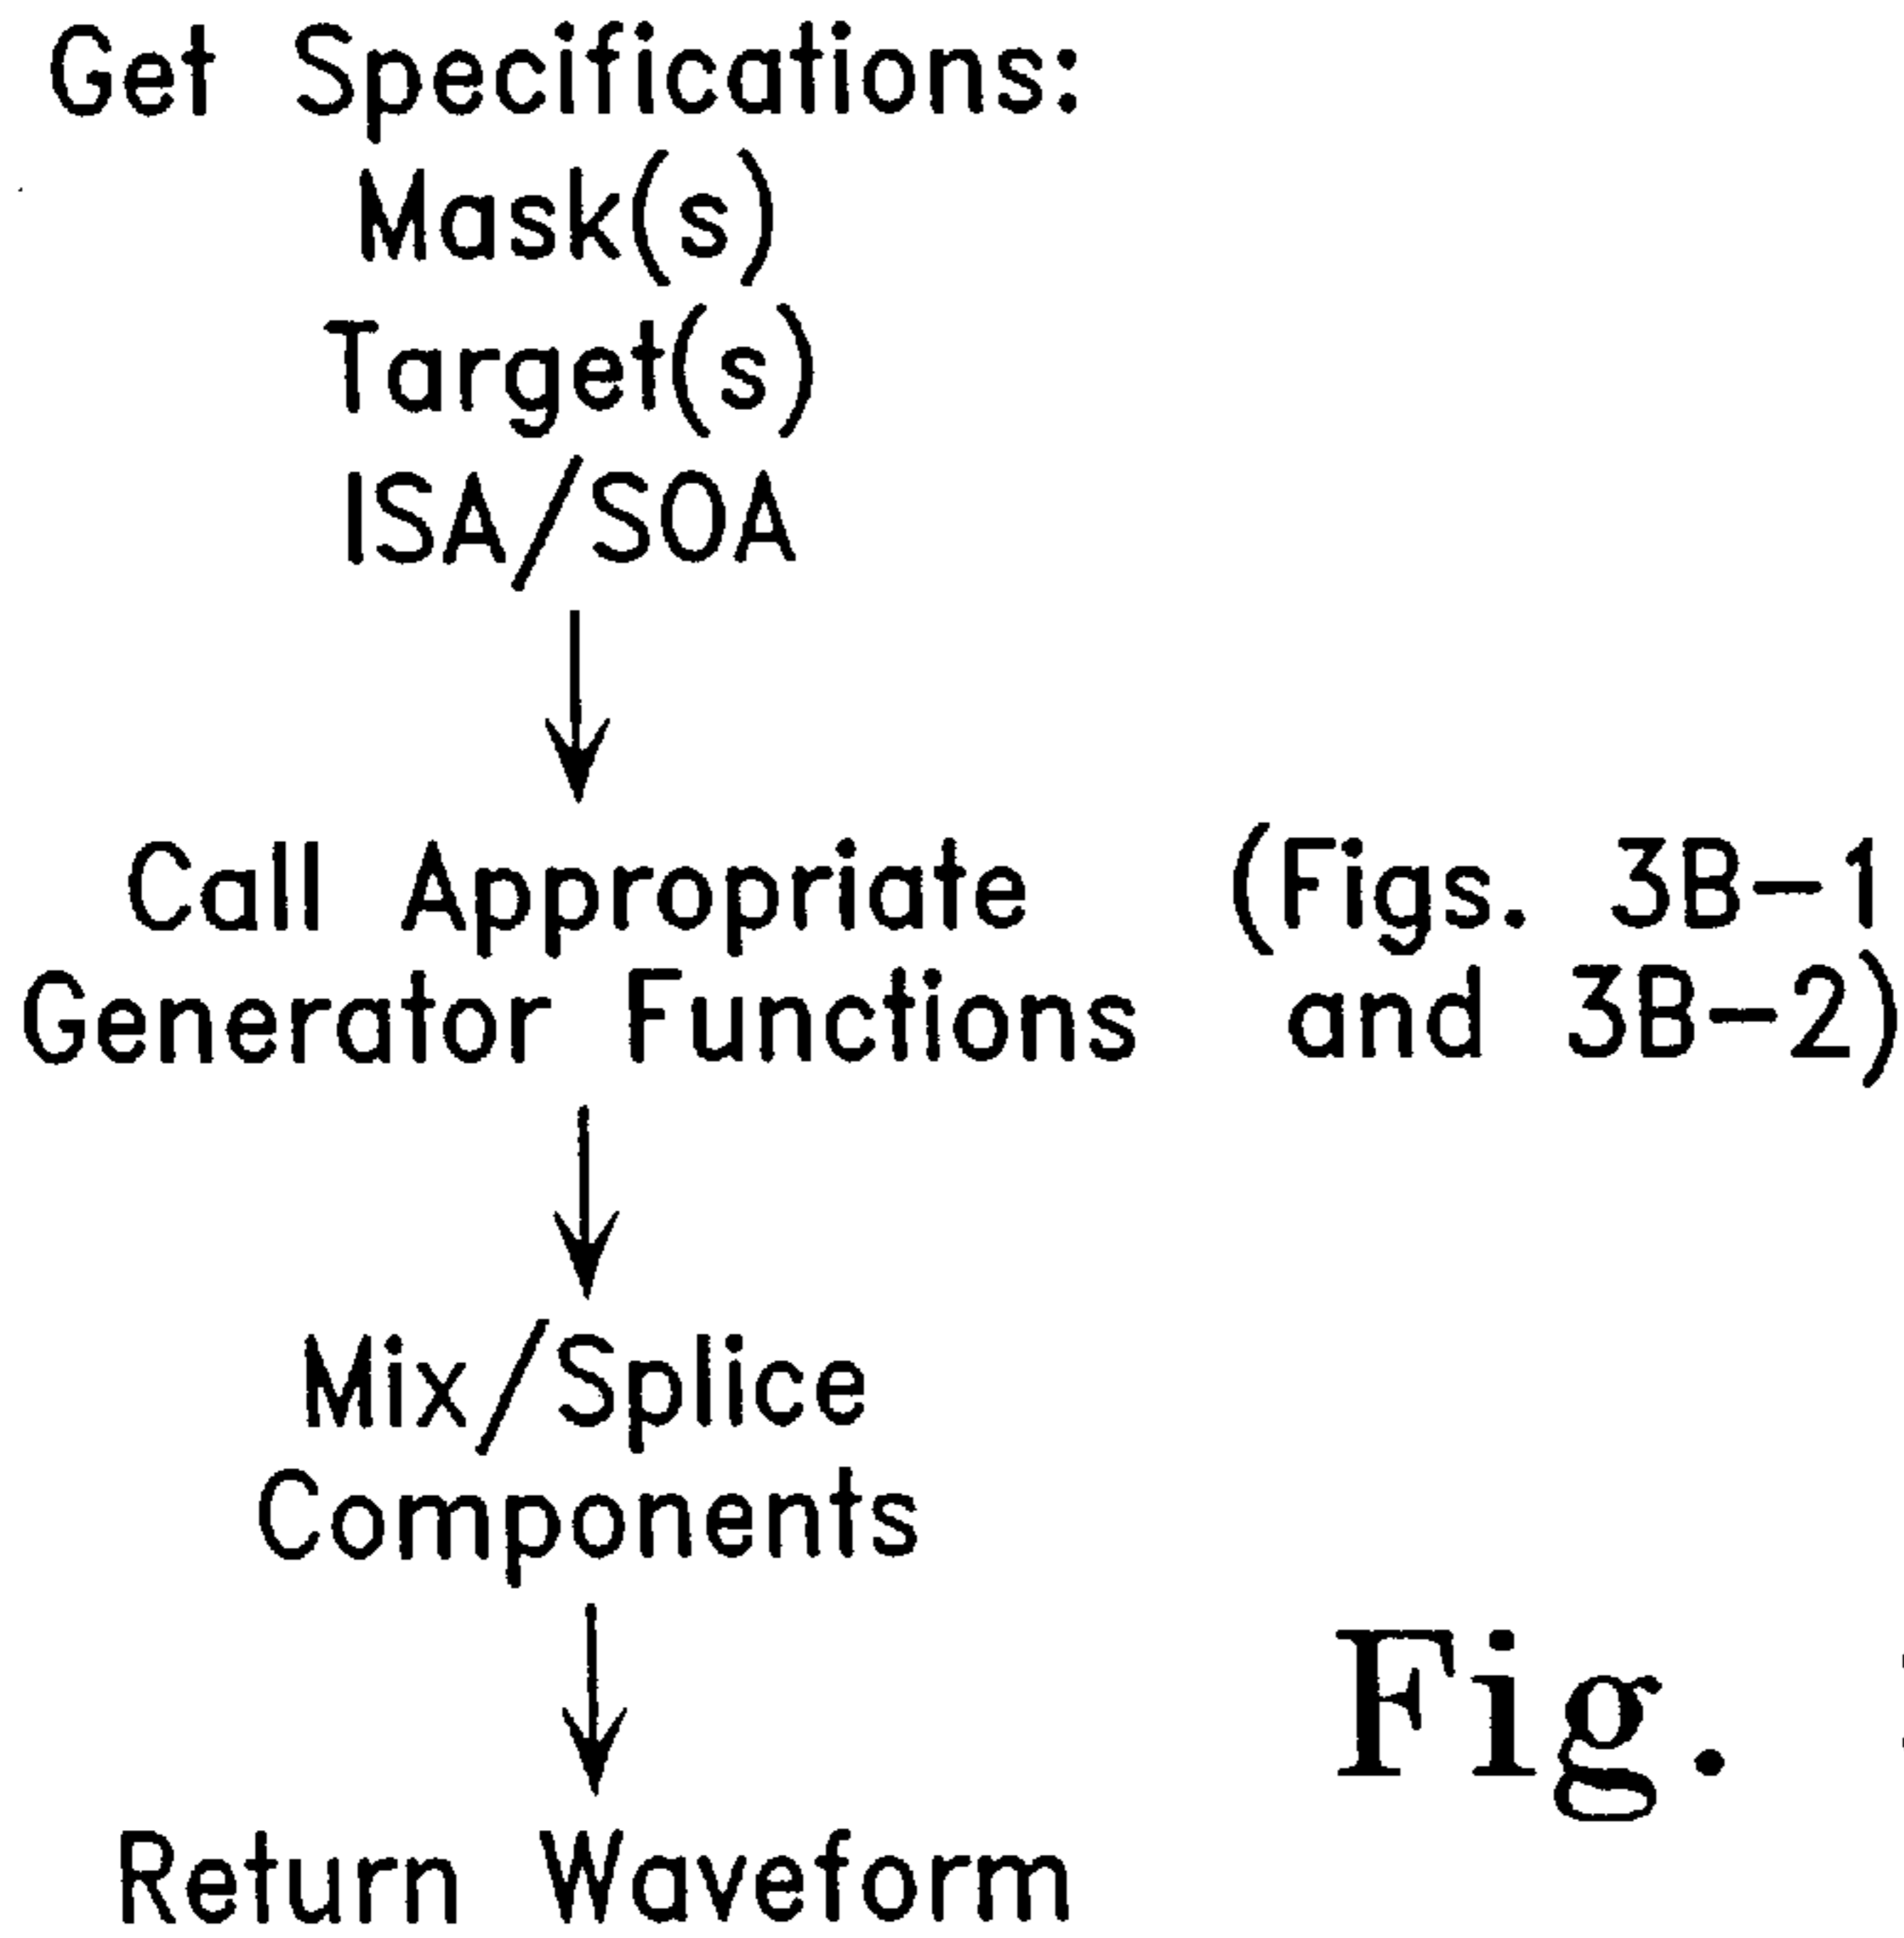 Get Specifications:
Mask(s)
Target(s)
ISA/SOA
Call Appropriate (Figs. 3B-1
Generator Functions and 3B-2)
Mix/Splice
Components
Return Waveform
Fig.